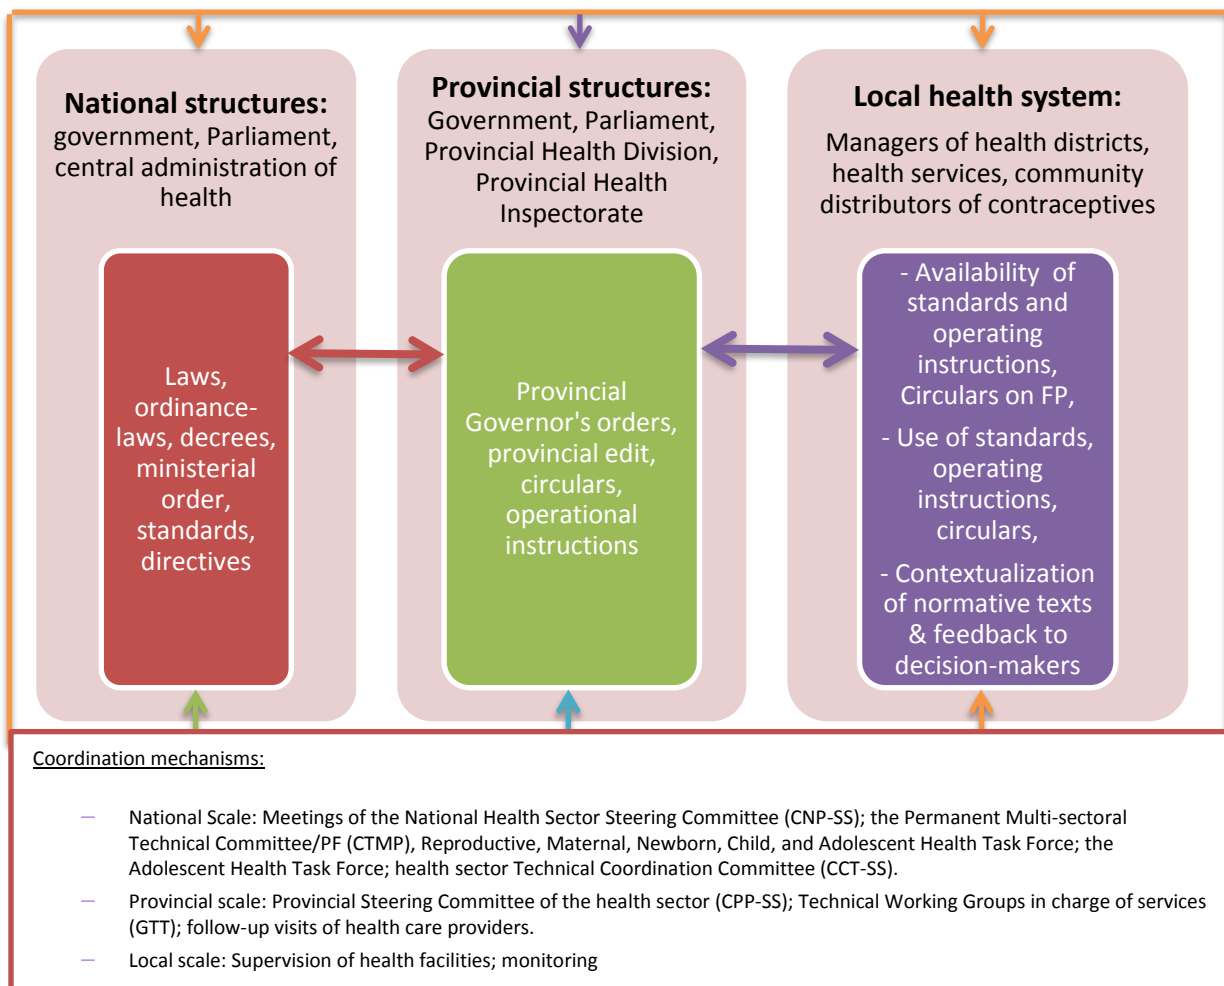 National structures:
government, Parliament,
central administration of
health
Laws,
ordinance-
laws, decrees,
ministerial
order,
standards,
directives
Provincial structures:
Government, Parliament,
Provincial Health Division,
Provincial Health
Inspectorate
Provincial
Governor's orders,
provincial edit,
circulars,
operational
instructions
Local health system:
Managers of health districts,
health services, community
distributors of contraceptives
- Availability of
standards and
operating
instructions,
Circulars on FP,
- Use of standards,
operating
instructions,
circulars,
- Contextualization
of normative texts
& feedback to
decision-makers
Coordination mechanisms:
— National Scale: Meetings of the National Health Sector Steering Committee (CNP-SS); the Permanent Multi-sectoral
Technical Committee/PF (CTMP), Reproductive, Maternal, Newborn, Child, and Adolescent Health Task Force; the
Adolescent Health Task Force; health sector Technical Coordination Committee (CCT-SS).
— Provincial scale: Provincial Steering Committee of the health sector (CPP-SS); Technical Working Groups in charge of services
(GTT); follow-up visits of health care providers.
— Local scale: Supervision of health facilities; monitoring